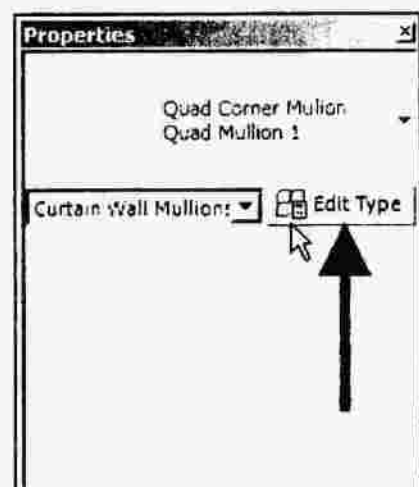 Properties
Quad Corner Mullion
Quad Mullion 1
Curtain Wall Mullions
Edit Type